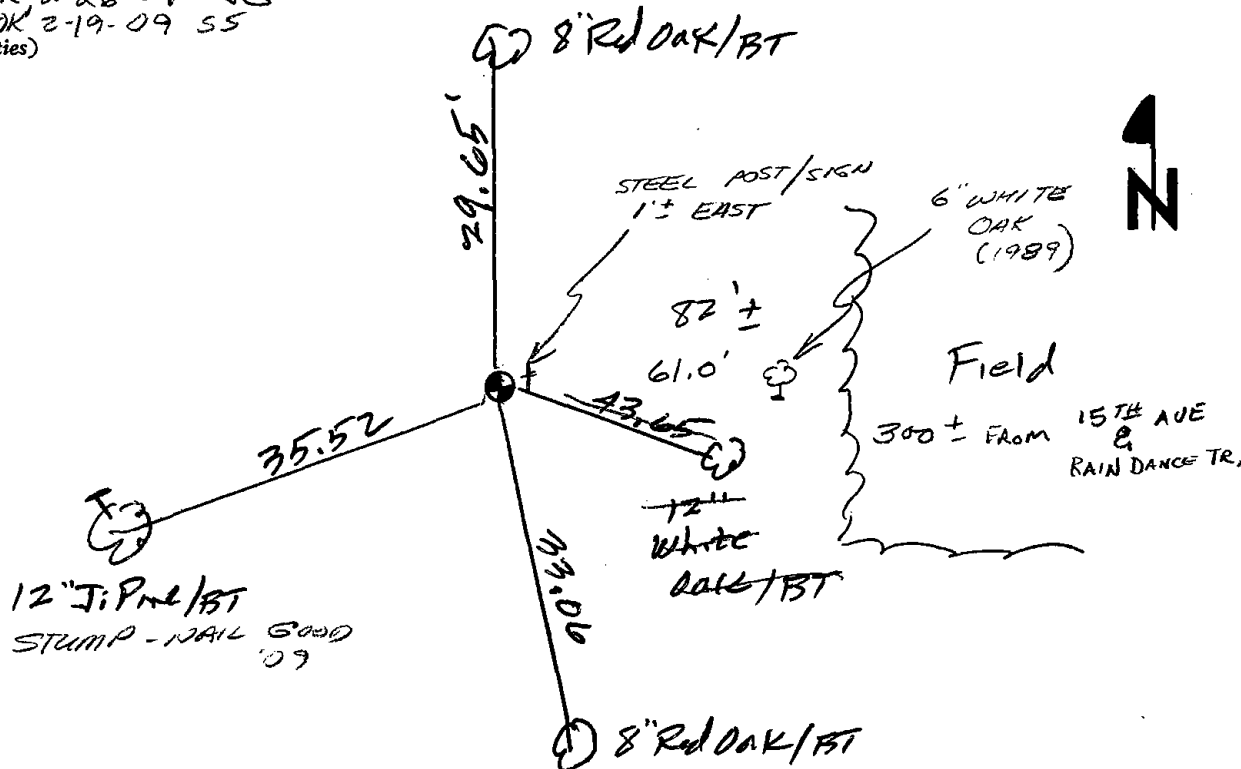 OK 2-19-09 SS
ties)
8" Red Oak/BT
29.65'
STEEL POST/SIGN
1'± EAST
6" WHITE
OAK
(1989)
N
82'±
61.0'
Field
300± FROM 15TH AVE
&
RAIN DANCE TR.
43.65
35.52
12"
White
Oak/BT
33.06
12" J. Pine/BT
STUMP - NAIL GOOD
'09
8" Red Oak/BT